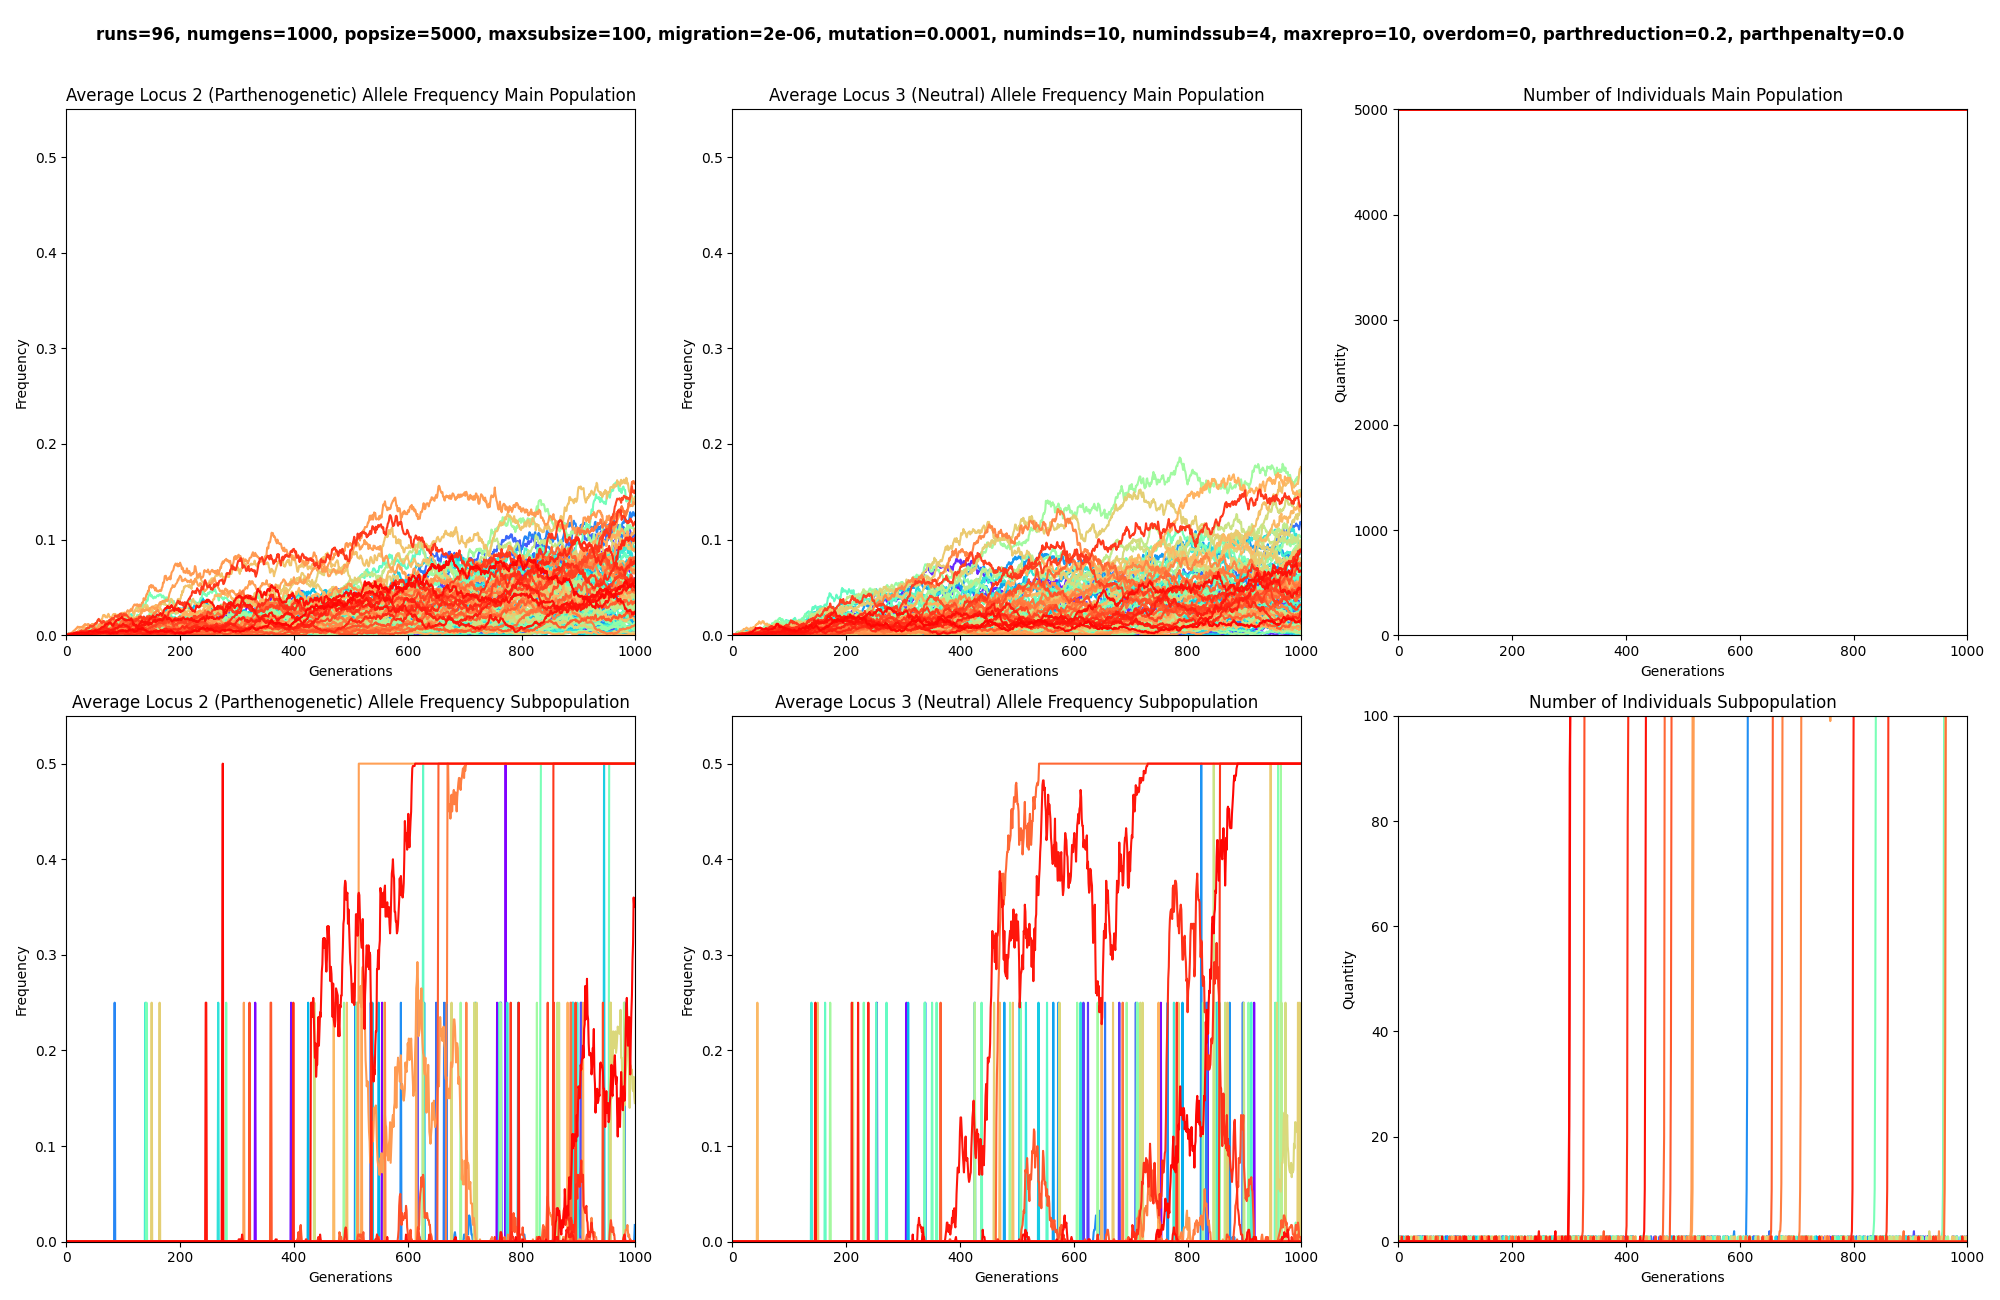 runs=96, numgens=1000, popsize=5000, maxsubsize=100, migration=2e-06, mutation=0.0001, numinds=10, numindssub=4, maxrepro=10, overdom=0, parthreduction=0.2, parthpenalty=0.0
Average Locus 2 (Parthenogenetic) Allele Frequency Main Population
Frequency
0.5
0.4
0.3
0.2
0.1
0.0
0 200 400 600 800 1000
Generations
Average Locus 3 (Neutral) Allele Frequency Main Population
Frequency
0.5
0.4
0.3
0.2
0.1
0.0
0 200 400 600 800 1000
Generations
Number of Individuals Main Population
Quantity
5000
4000
3000
2000
1000
0
0 200 400 600 800 1000
Generations
Average Locus 2 (Parthenogenetic) Allele Frequency Subpopulation
Frequency
0.5
0.4
0.3
0.2
0.1
0.0
0 200 400 600 800 1000
Generations
Average Locus 3 (Neutral) Allele Frequency Subpopulation
Frequency
0.5
0.4
0.3
0.2
0.1
0.0
0 200 400 600 800 1000
Generations
Number of Individuals Subpopulation
Quantity
100
80
60
40
20
0
0 200 400 600 800 1000
Generations